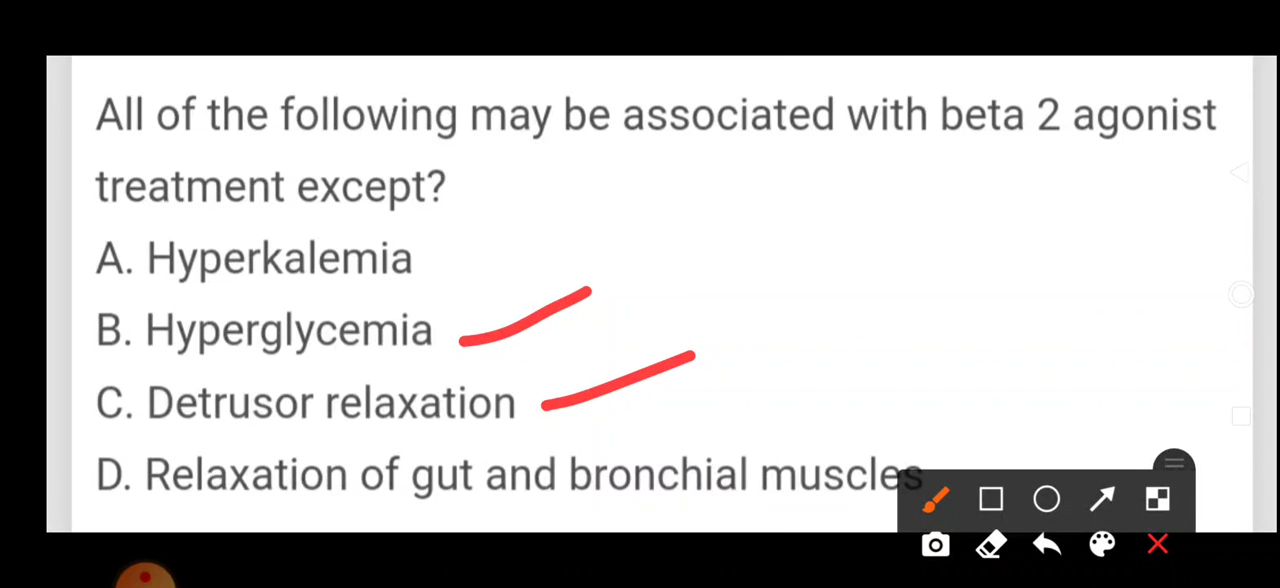 All of the following may be associated with beta 2 agonist
treatment except?
A. Hyperkalemia
B. Hyperglycemia
C. Detrusor relaxation
D. Relaxation of gut and bronchial muscles